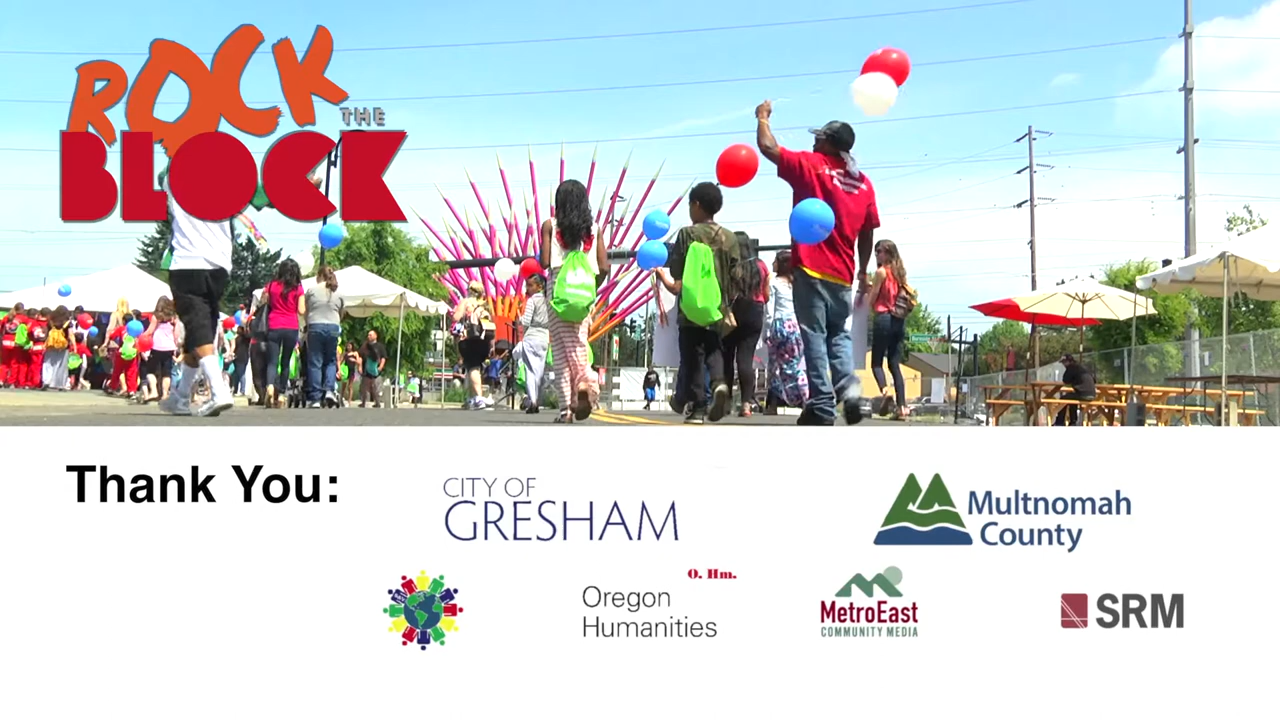 ROCK
THE
BLOCK
Thank You:
CITY OF
GRESHAM
Multnomah
County
O. Hm.
Oregon
Humanities
MetroEast
COMMUNITY MEDIA
SRM